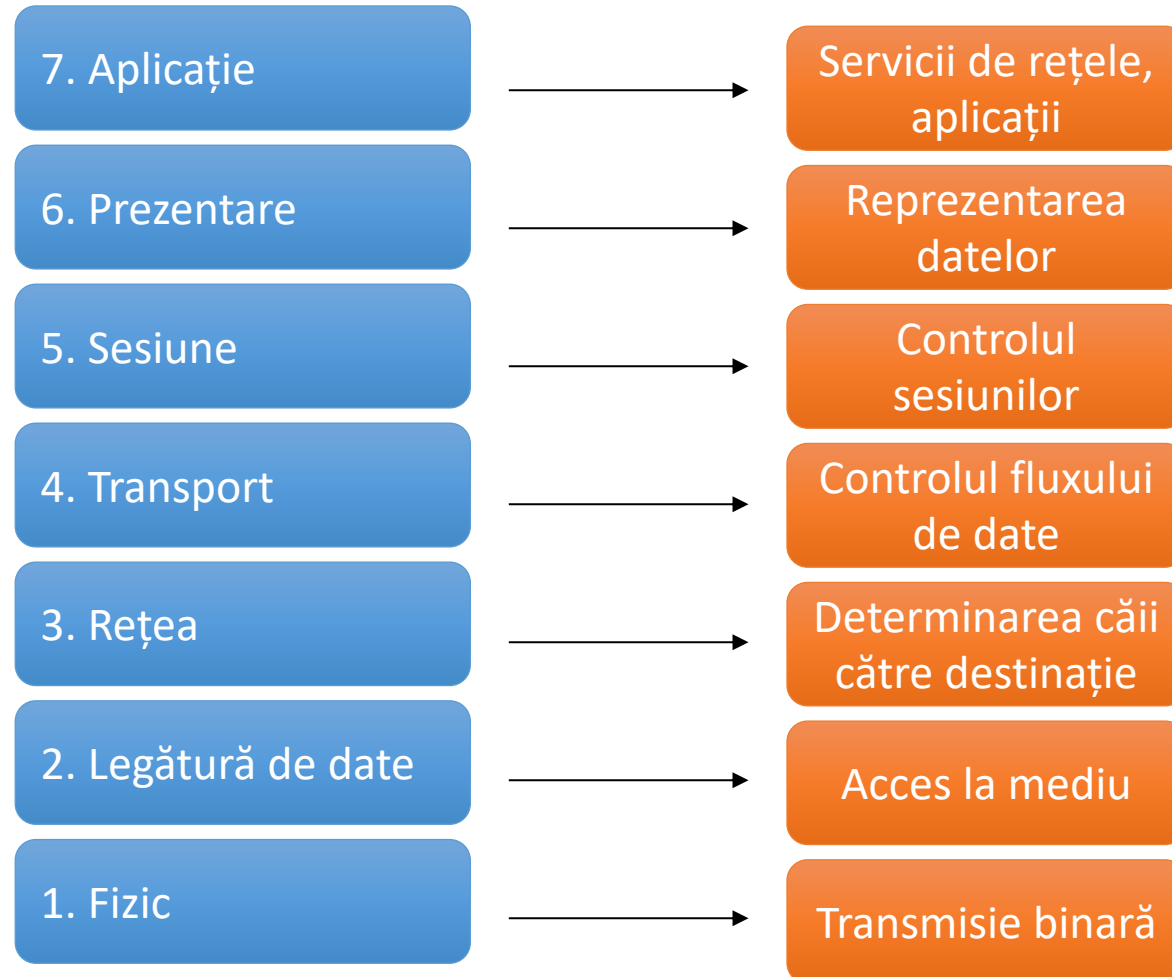 7. Aplicație
Servicii de rețele,
aplicații
6. Prezentare
Reprezentarea
datelor
5. Sesiune
Controlul
sesiunilor
4. Transport
Controlul fluxului
de date
3. Rețea
Determinarea căii
către destinație
2. Legătură de date
Acces la mediu
1. Fizic
Transmisie binară